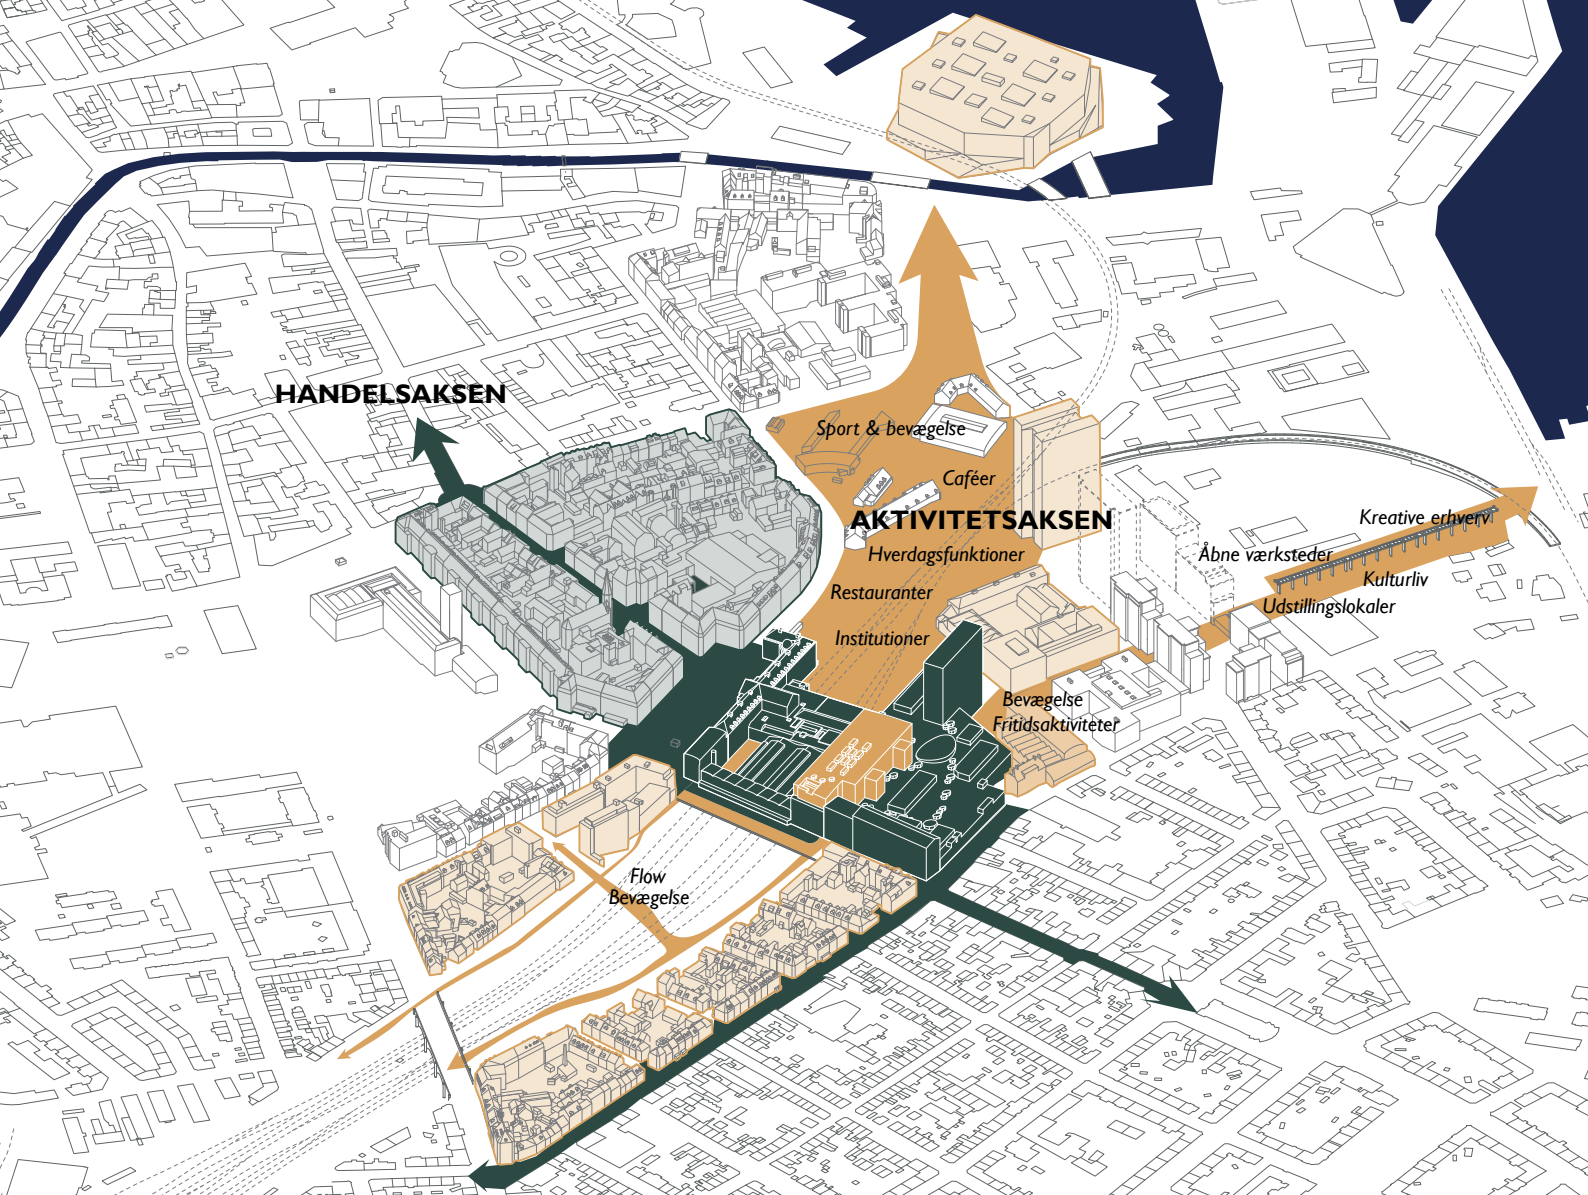 HANDELSAKSEN
Sport & bevægelse
Caféer
AKTIVITETSAKSEN
Kreative erhverv
Hverdagsfunktioner
Åbne værksteder
Kulturliv
Restauranter
Udstillingslokaler
Institutioner
Bevægelse
Fritidsaktiviteter
Flow
Bevægelse